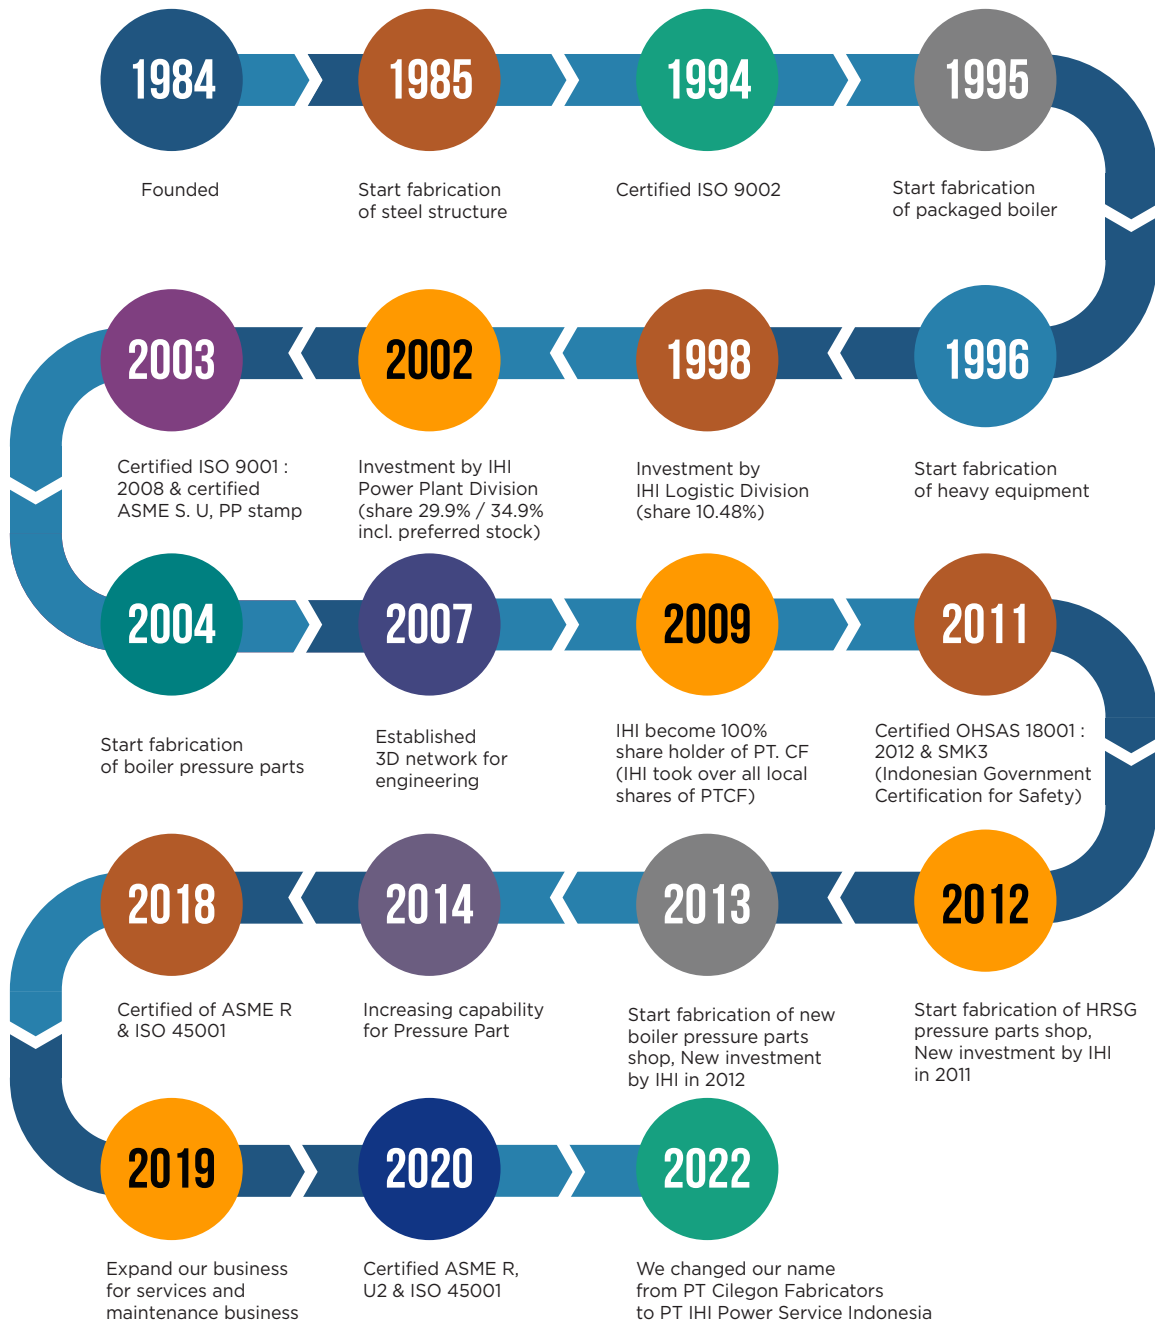 1984
Founded
1985
Start fabrication
of steel structure
1994
Certified ISO 9002
1995
Start fabrication
of packaged boiler
1996
Start fabrication
of heavy equipment
1998
Investment by
IHI Logistic Division
(share 10.48%)
2002
Investment by IHI
Power Plant Division
(share 29.9% / 34.9%
incl. preferred stock)
2003
Certified ISO 9001 :
2008 & certified
ASME S. U, PP stamp
2004
Start fabrication
of boiler pressure parts
2007
Established
3D network for
engineering
2009
IHI become 100%
share holder of PT. CF
(IHI took over all local
shares of PTCF)
2011
Certified OHSAS 18001 :
2012 & SMK3
(Indonesian Government
Certification for Safety)
2012
Start fabrication of HRSG
pressure parts shop,
New investment by IHI
in 2011
2013
Start fabrication of new
boiler pressure parts
shop, New investment
by IHI in 2012
2014
Increasing capability
for Pressure Part
2018
Certified of ASME R
& ISO 45001
2019
Expand our business
for services and
maintenance business
2020
Certified ASME R,
U2 & ISO 45001
2022
We changed our name
from PT Cilegon Fabricators
to PT IHI Power Service Indonesia